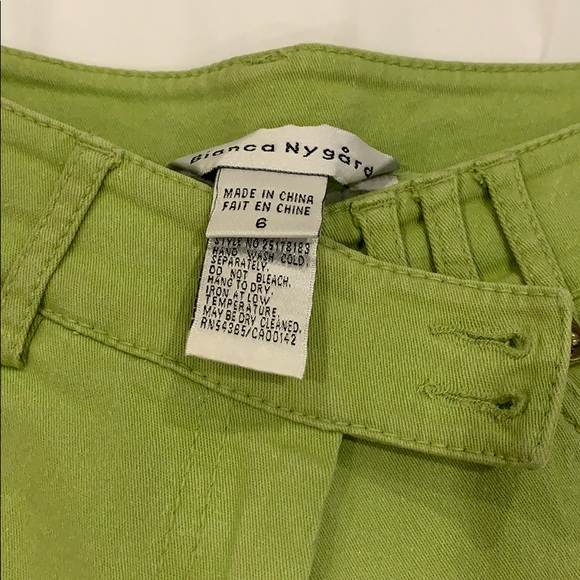 Bianca Nygård
MADE IN CHINA
FAIT EN CHINE
6
STYLE NO 25178183
HAND WASH COLD
SEPARATELY.
DO NOT BLEACH.
HANG TO DRY.
IRON AT LOW
TEMPERATURE.
MAY BE DRY CLEANED.
RN54365/CA00142